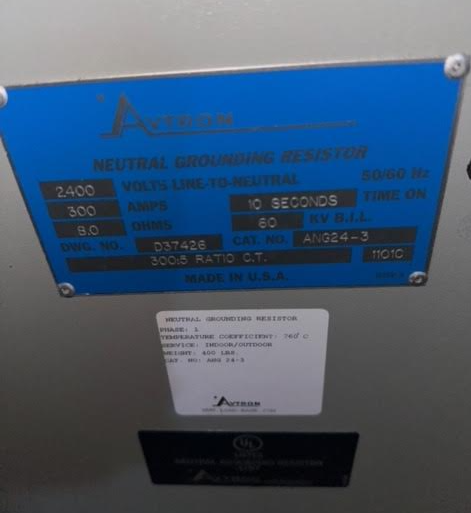 AVTRON
NEUTRAL GROUNDING RESISTOR
2400 VOLTS LINE-TO-NEUTRAL 50/60 Hz
300 AMPS 10 SECONDS TIME ON
8.0 OHMS 60 KV B.I.L.
DWG. NO. D37426 CAT. NO. ANG24-3
300:5 RATIO C.T. 11010
MADE IN U.S.A.
NEUTRAL GROUNDING RESISTOR
PHASE: 1
TEMPERATURE COEFFICIENT: 760°C
SERVICE: INDOOR/OUTDOOR
WEIGHT: 400 LBS.
CAT. NO: ANG 24-3
AVTRON
UL
LISTED
NEUTRAL GROUNDING RESISTOR
AVTRON